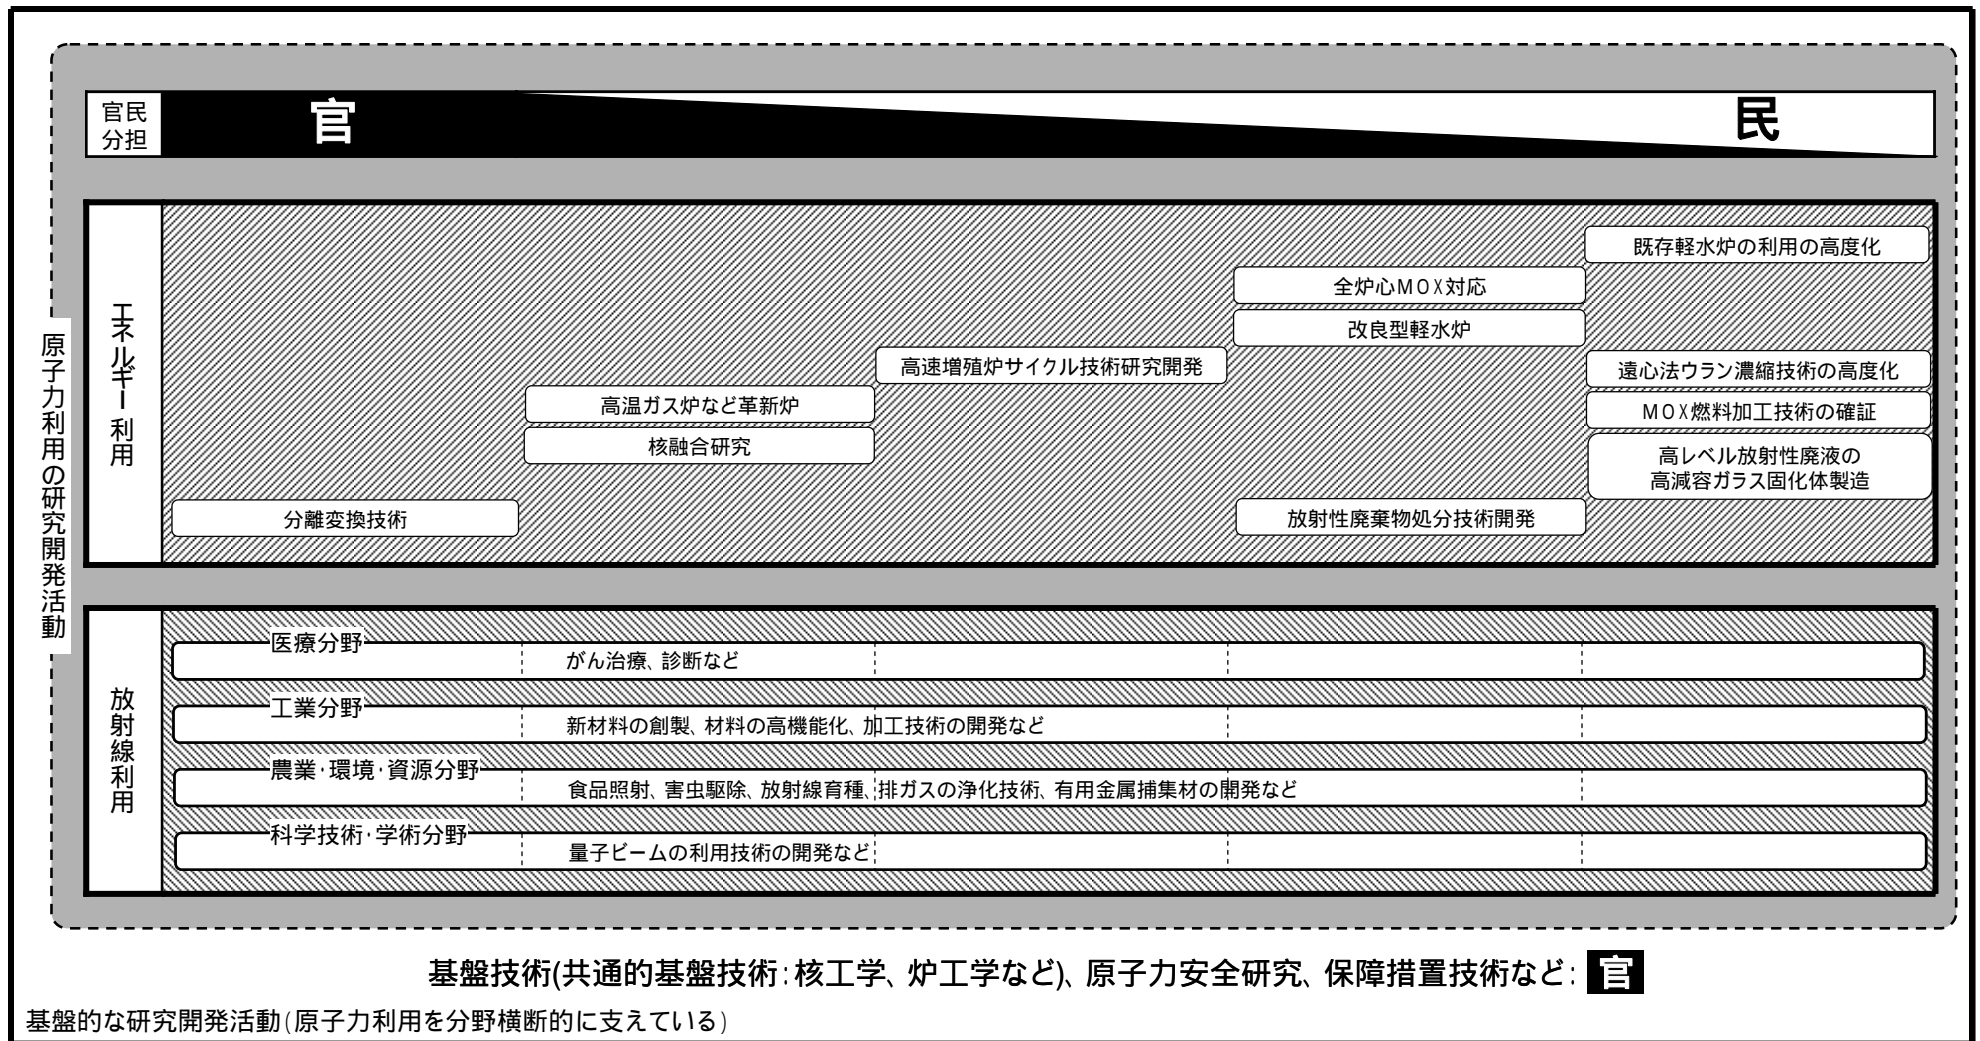 官民
分担
官
民
原子力利用の研究開発活動
エネルギー利用
既存軽水炉の利用の高度化
全炉心MOX対応
改良型軽水炉
高速増殖炉サイクル技術研究開発
遠心法ウラン濃縮技術の高度化
高温ガス炉など革新炉
MOX燃料加工技術の確証
核融合研究
高レベル放射性廃液の
高減容ガラス固化体製造
分離変換技術
放射性廃棄物処分技術開発
放射線利用
医療分野
がん治療、診断など
工業分野
新材料の創製、材料の高機能化、加工技術の開発など
農業・環境・資源分野
食品照射、害虫駆除、放射線育種、排ガスの浄化技術、有用金属捕集材の開発など
科学技術・学術分野
量子ビームの利用技術の開発など
基盤技術(共通的基盤技術:核工学、炉工学など)、原子力安全研究、保障措置技術など: 官
基盤的な研究開発活動(原子力利用を分野横断的に支えている)